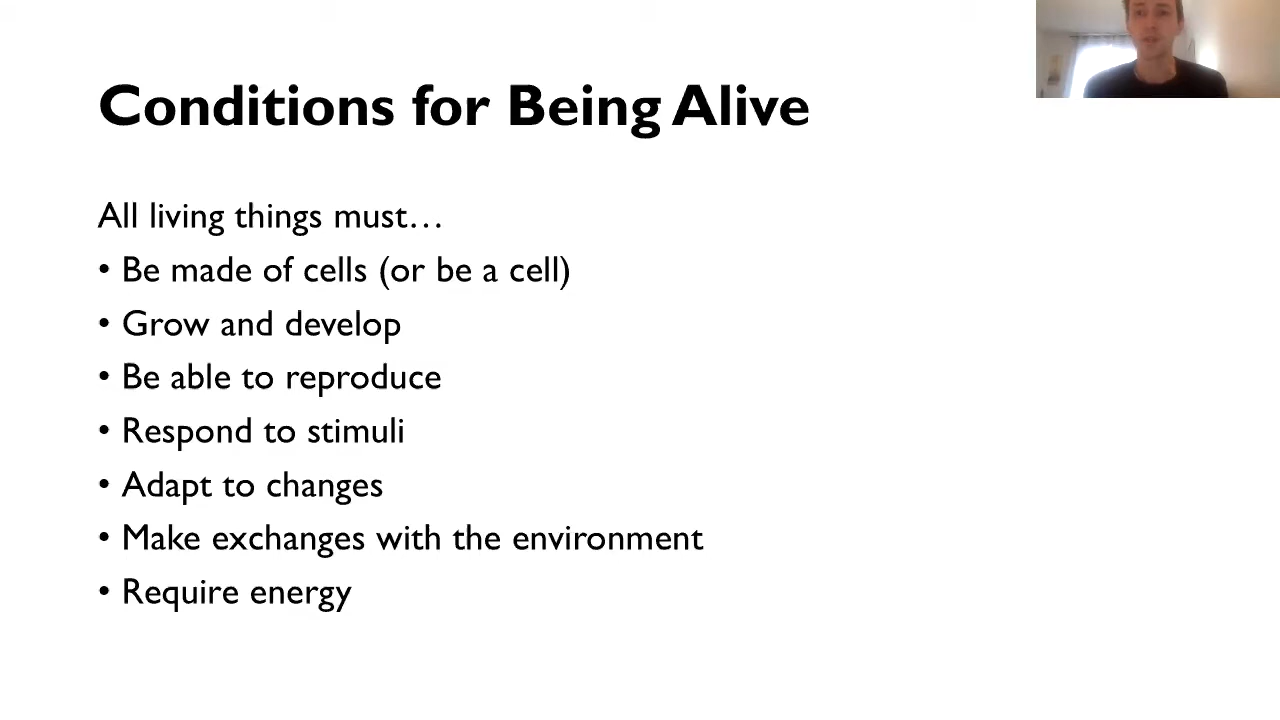 Conditions for Being Alive
All living things must…
• Be made of cells (or be a cell)
• Grow and develop
• Be able to reproduce
• Respond to stimuli
• Adapt to changes
• Make exchanges with the environment
• Require energy